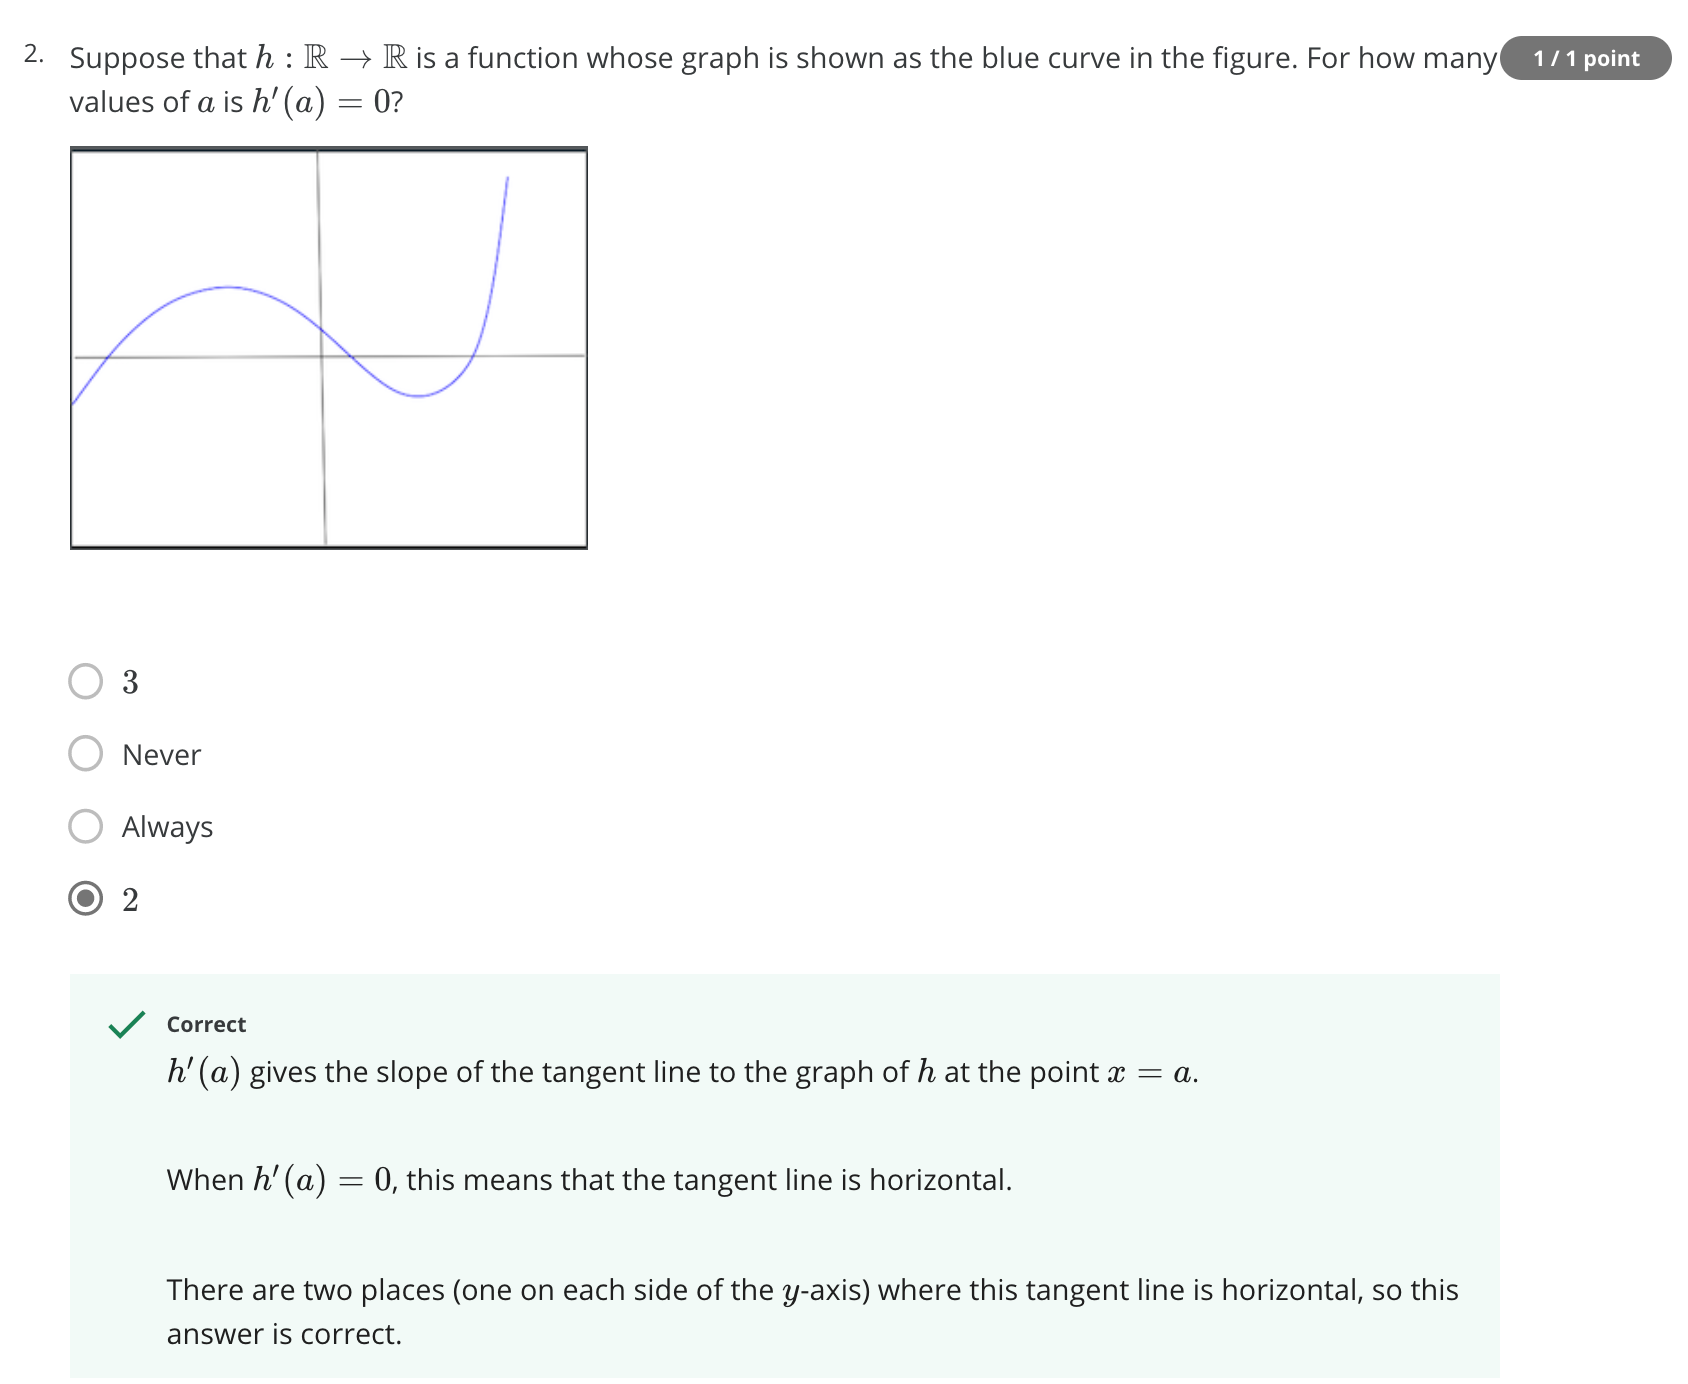 2. Suppose that h : ℝ → ℝ is a function whose graph is shown as the blue curve in the figure. For how many 1 / 1 point
values of a is h′(a) = 0?
3
Never
Always
2
Correct
h′(a) gives the slope of the tangent line to the graph of h at the point x = a.
When h′(a) = 0, this means that the tangent line is horizontal.
There are two places (one on each side of the y-axis) where this tangent line is horizontal, so this
answer is correct.